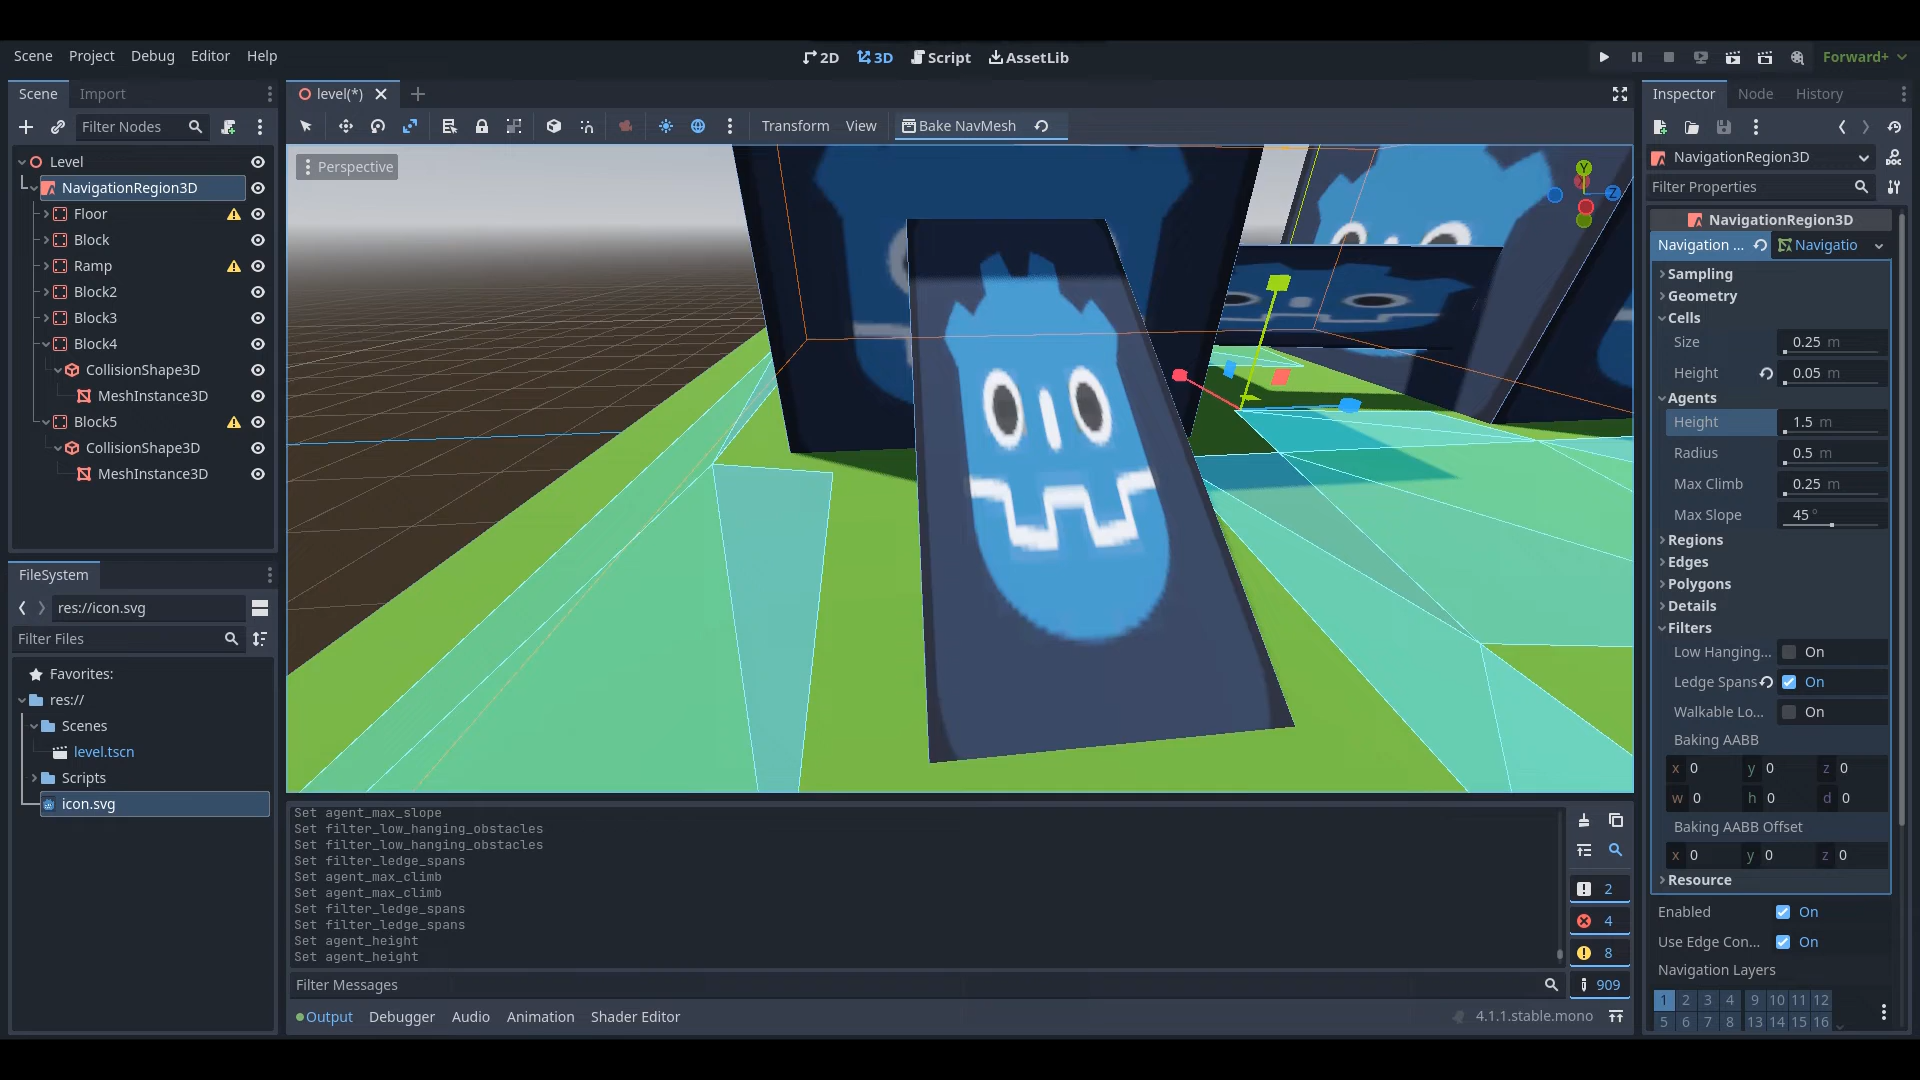 Scene Project Debug Editor Help
2D 3D Script AssetLib
Forward+
Scene Import
level(*)
Inspector Node History
Filter Nodes
Transform View Bake NavMesh
Level
NavigationRegion3D
Floor
Block
Ramp
Block2
Block3
Block4
CollisionShape3D
MeshInstance3D
Block5
CollisionShape3D
MeshInstance3D
FileSystem
res://icon.svg
Filter Files
Favorites:
res://
Scenes
level.tscn
Scripts
icon.svg
Perspective
Y
Z
Set agent_max_slope
Set filter_low_hanging_obstacles
Set filter_low_hanging_obstacles
Set filter_ledge_spans
Set agent_max_climb
Set agent_max_climb
Set filter_ledge_spans
Set filter_ledge_spans
Set agent_height
Set agent_height
2
4
8
909
Filter Messages
Output Debugger Audio Animation Shader Editor
4.1.1.stable.mono
NavigationRegion3D
DOC
Filter Properties
NavigationRegion3D
Navigation ... Navigatio
Sampling
Geometry
Cells
Size 0.25 m
Height 0.05 m
Agents
Height 1.5 m
Radius 0.5 m
Max Climb 0.25 m
Max Slope 45 °
Regions
Edges
Polygons
Details
Filters
Low Hanging... On
Ledge Spans On
Walkable Lo... On
Baking AABB
x 0 y 0 z 0
w 0 h 0 d 0
Baking AABB Offset
x 0 y 0 z 0
Resource
Enabled On
Use Edge Con... On
Navigation Layers
1 2 3 4 9 10 11 12
5 6 7 8 13 14 15 16